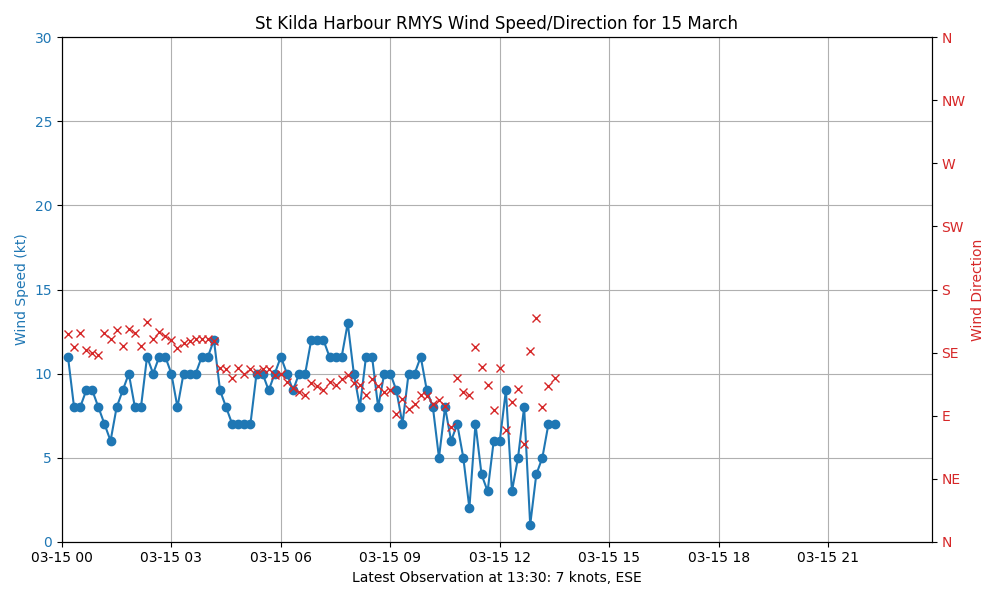 St Kilda Harbour RMYS Wind Speed/Direction for 15 March
30
25
20
15
10
5
0
Wind Speed (kt)
N
NW
W
SW
S
SE
E
NE
N
Wind Direction
03-15 00 03-15 03 03-15 06 03-15 09 03-15 12 03-15 15 03-15 18 03-15 21
Latest Observation at 13:30: 7 knots, ESE